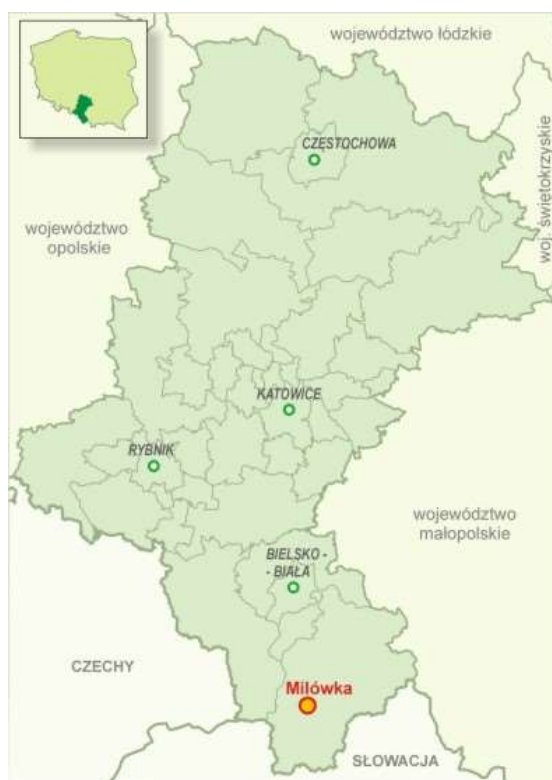 województwo łódzkie
CZĘSTOCHOWA
woj. świętokrzyskie
województwo
opolskie
KATOWICE
RYBNIK
województwo
małopolskie
BIELSKO -
- BIAŁA
CZECHY
Milówka
SŁOWACJA